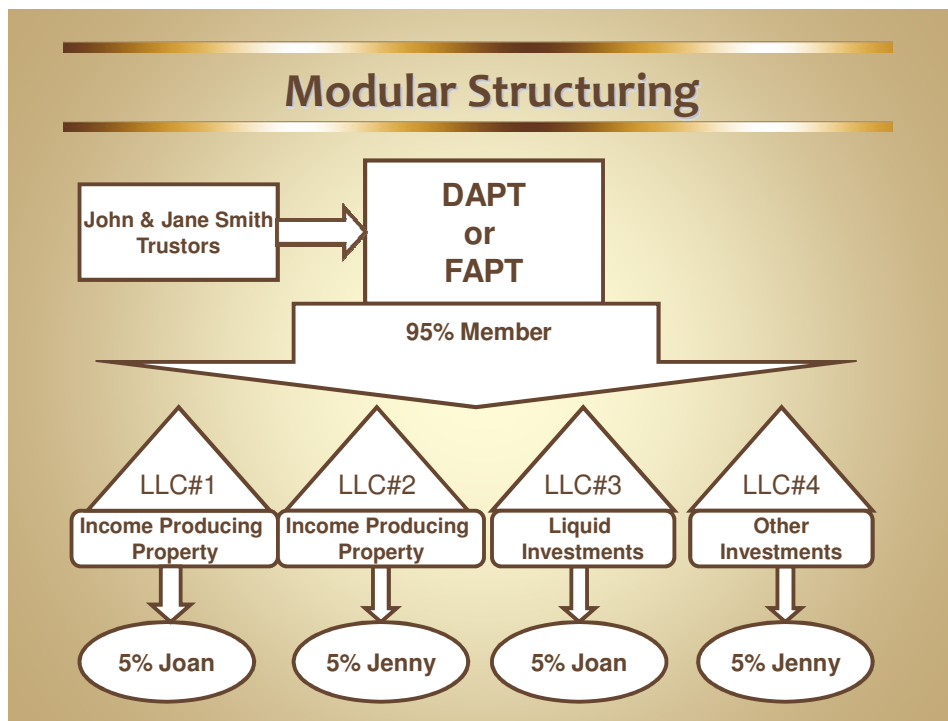 Modular Structuring
John & Jane Smith
Trustors
DAPT
or
FAPT
95% Member
LLC#1
LLC#2
LLC#3
LLC#4
Income Producing
Property
Income Producing
Property
Liquid
Investments
Other
Investments
5% Joan
5% Jenny
5% Joan
5% Jenny